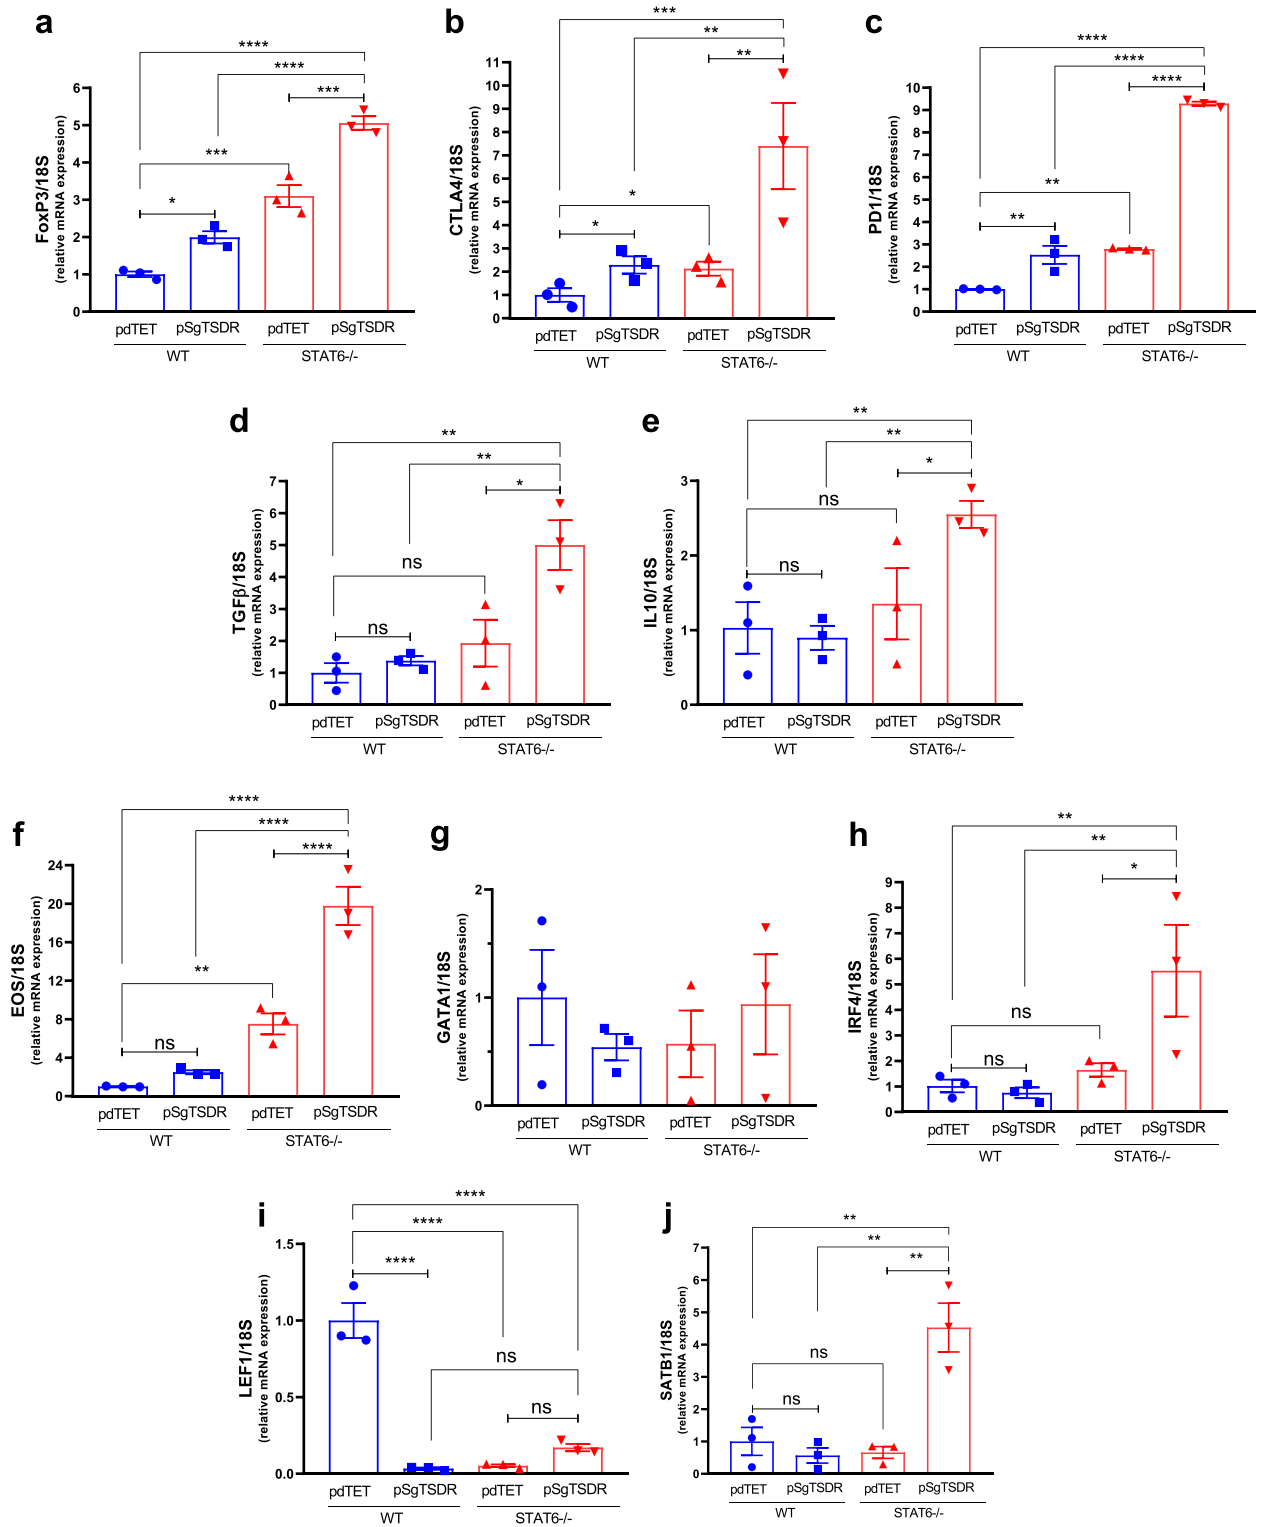 a
****
****
***
***
*
FoxP3/18S
(relative mRNA expression)
6
5
4
3
2
1
0
pdTET pSgTSDR pdTET pSgTSDR
WT STAT6-/-
b
***
**
**
*
*
CTLA4/18S
(relative mRNA expression)
11
10
9
8
7
6
5
4
3
2
1
0
pdTET pSgTSDR pdTET pSgTSDR
WT STAT6-/-
c
****
****
****
**
**
PD1/18S
(relative mRNA expression)
10
9
8
7
6
5
4
3
2
1
0
pdTET pSgTSDR pdTET pSgTSDR
WT STAT6-/-
d
**
**
*
ns
ns
TGFβ/18S
(relative mRNA expression)
7
6
5
4
3
2
1
0
pdTET pSgTSDR pdTET pSgTSDR
WT STAT6-/-
e
**
**
*
ns
ns
IL10/18S
(relative mRNA expression)
3
2
1
0
pdTET pSgTSDR pdTET pSgTSDR
WT STAT6-/-
f
****
****
****
**
ns
EOS/18S
(relative mRNA expression)
24
20
16
12
8
4
0
pdTET pSgTSDR pdTET pSgTSDR
WT STAT6-/-
g
GATA1/18S
(relative mRNA expression)
2
1
0
pdTET pSgTSDR pdTET pSgTSDR
WT STAT6-/-
h
**
**
*
ns
ns
IRF4/18S
(relative mRNA expression)
9
8
7
6
5
4
3
2
1
0
pdTET pSgTSDR pdTET pSgTSDR
WT STAT6-/-
i
****
****
****
ns
ns
LEF1/18S
(relative mRNA expression)
1.5
1.0
0.5
0.0
pdTET pSgTSDR pdTET pSgTSDR
WT STAT6-/-
j
**
**
**
ns
ns
SATB1/18S
(relative mRNA expression)
7
6
5
4
3
2
1
0
pdTET pSgTSDR pdTET pSgTSDR
WT STAT6-/-